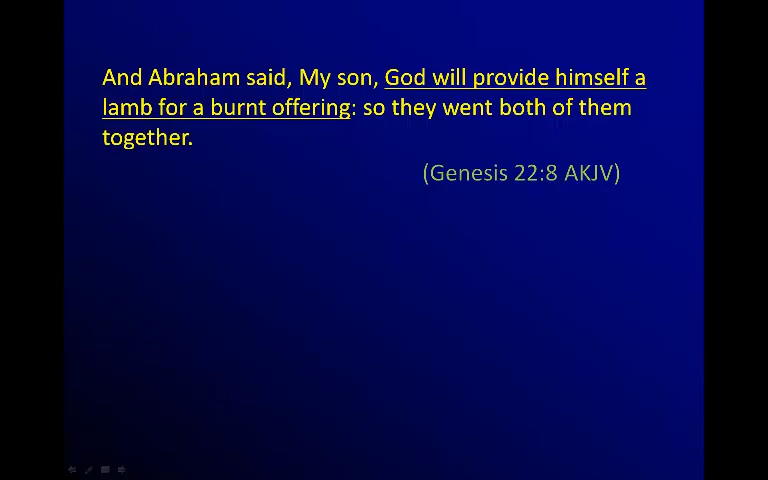 And Abraham said, My son, God will provide himself a
lamb for a burnt offering: so they went both of them
together.
(Genesis 22:8 AKJV)